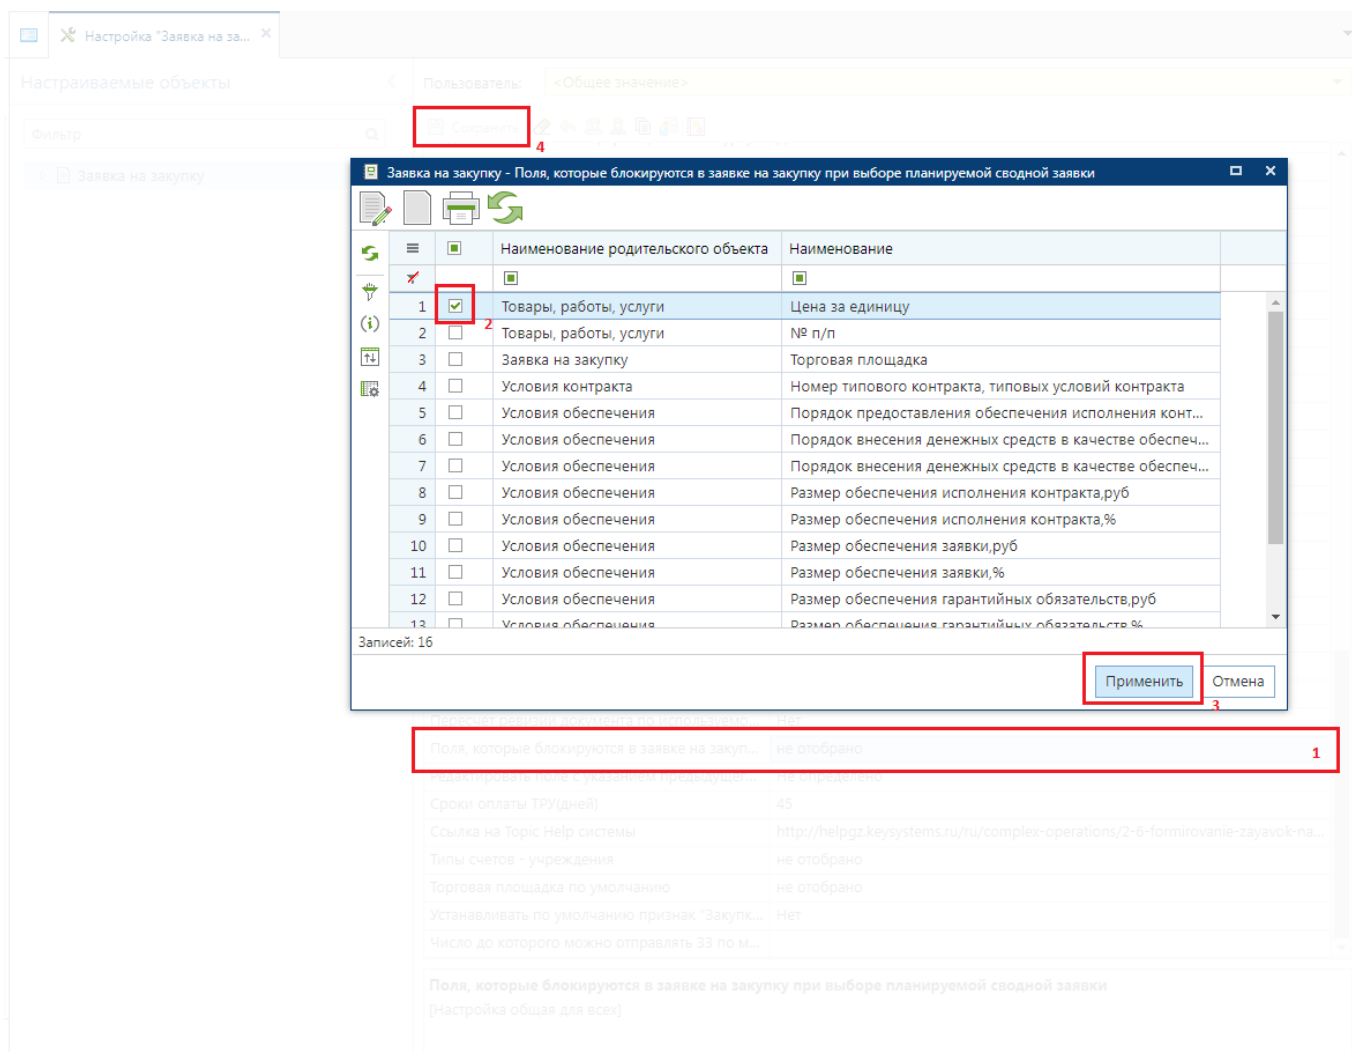 Настройка "Заявка на за...
Настраиваемые объекты
Пользователь: <Общее значение>
Фильтр
Сохранить
4
Заявка на закупку
Заявка на закупку - Поля, которые блокируются в заявке на закупку при выборе планируемой сводной заявки
Наименование родительского объекта Наименование
1 Товары, работы, услуги Цена за единицу
2
2 Товары, работы, услуги № п/п
3 Заявка на закупку Торговая площадка
4 Условия контракта Номер типового контракта, типовых условий контракта
5 Условия обеспечения Порядок предоставления обеспечения исполнения конт...
6 Условия обеспечения Порядок внесения денежных средств в качестве обеспеч...
7 Условия обеспечения Порядок внесения денежных средств в качестве обеспеч...
8 Условия обеспечения Размер обеспечения исполнения контракта,руб
9 Условия обеспечения Размер обеспечения исполнения контракта,%
10 Условия обеспечения Размер обеспечения заявки,руб
11 Условия обеспечения Размер обеспечения заявки,%
12 Условия обеспечения Размер обеспечения гарантийных обязательств,руб
13 Условия обеспечения Размер обеспечения гарантийных обязательств,%
Записей: 16
Применить Отмена
3
Пересчет ревизии документа по используемо... Нет
Поля, которые блокируются в заявке на закуп... не отобрано 1
Редактировать поле с указанием предыдущег... Не определено
Сроки оплаты ТРУ(дней) 45
Ссылка на Topic Help системы http://helpgz.keysystems.ru/ru/complex-operations/2-6-formirovanie-zayavok-na...
Типы счетов - учреждения не отобрано
Торговая площадка по умолчанию не отобрано
Устанавливать по умолчанию признак "Закупк... Нет
Число до которого можно отправлять ЗЗ по м...
Поля, которые блокируются в заявке на закупку при выборе планируемой сводной заявки
[Настройка общая для всех]